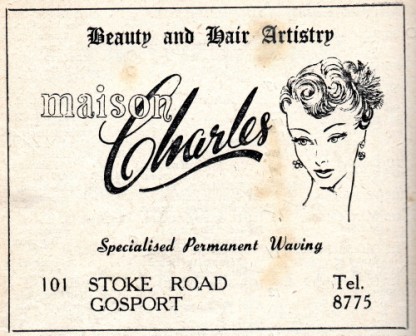 Beauty and Hair Artistry
maison
Charles
Specialised Permanent Waving
101 STOKE ROAD Tel.
GOSPORT 8775